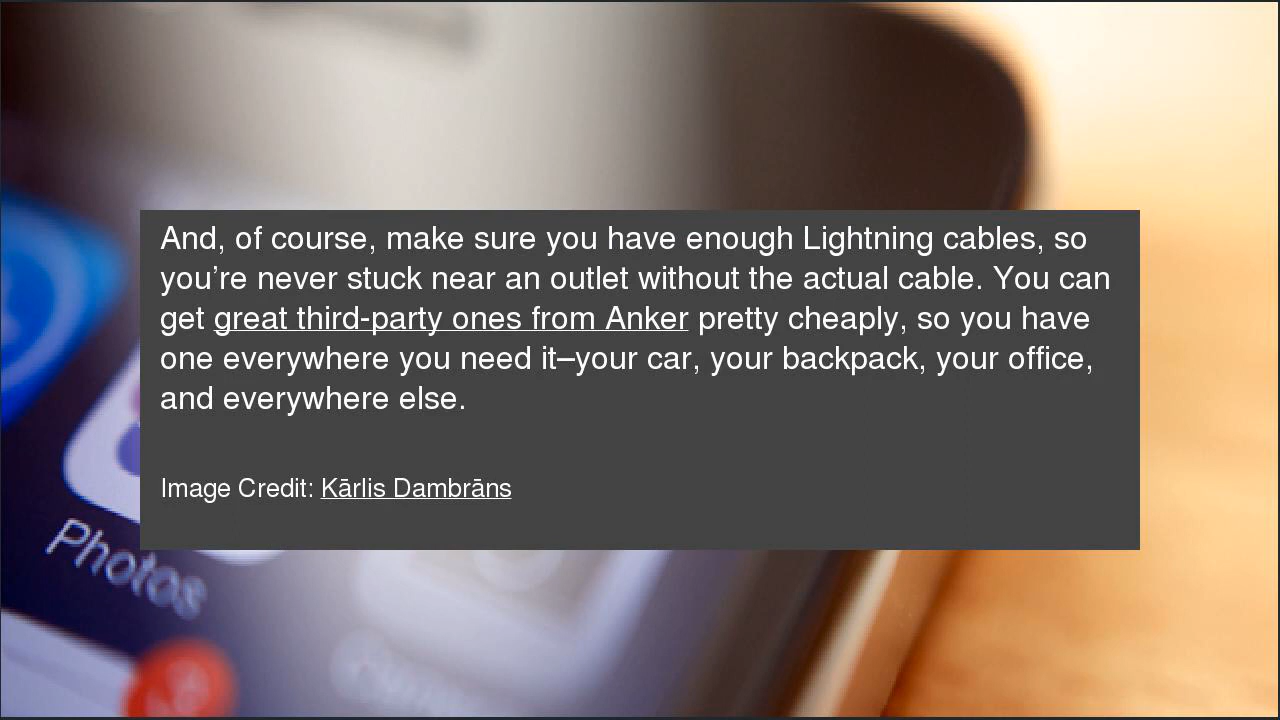 And, of course, make sure you have enough Lightning cables, so
you’re never stuck near an outlet without the actual cable. You can
get great third-party ones from Anker pretty cheaply, so you have
one everywhere you need it–your car, your backpack, your office,
and everywhere else.
Image Credit: Kārlis Dambrāns
Photos